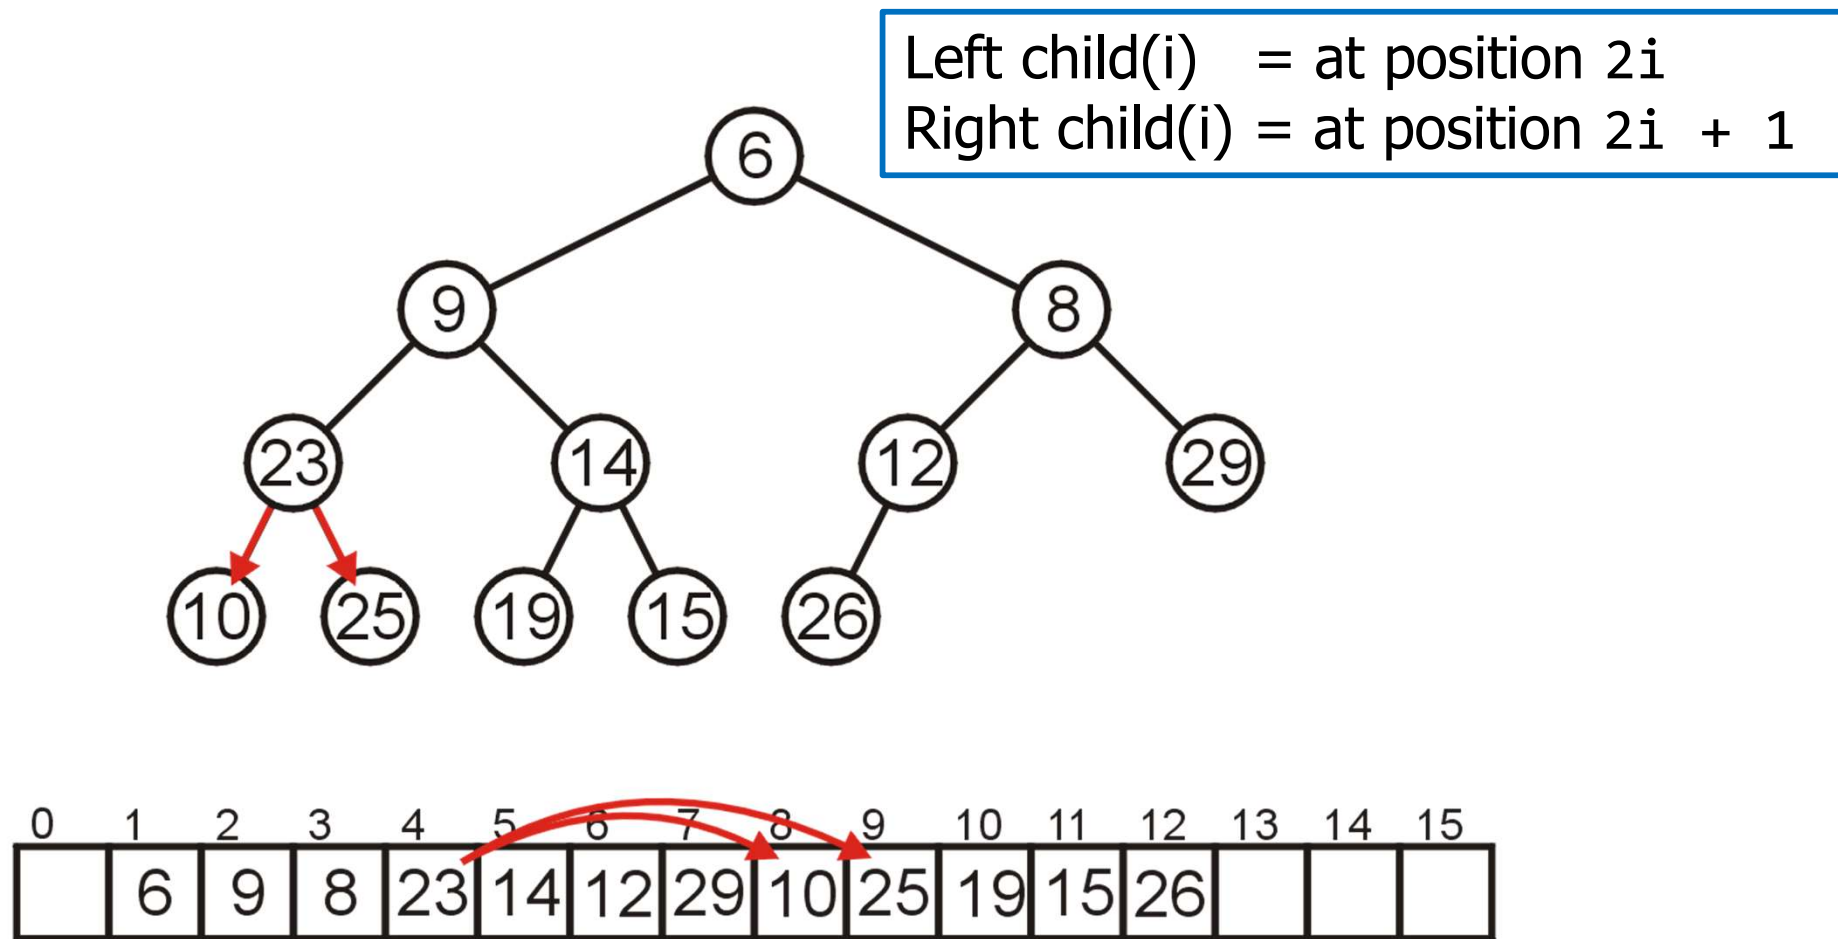 Left child(i) = at position 2i
Right child(i) = at position 2i + 1
6
9 8
23 14 12 29
10 25 19 15 26
0 1 2 3 4 5 6 7 8 9 10 11 12 13 14 15
6 9 8 23 14 12 29 10 25 19 15 26